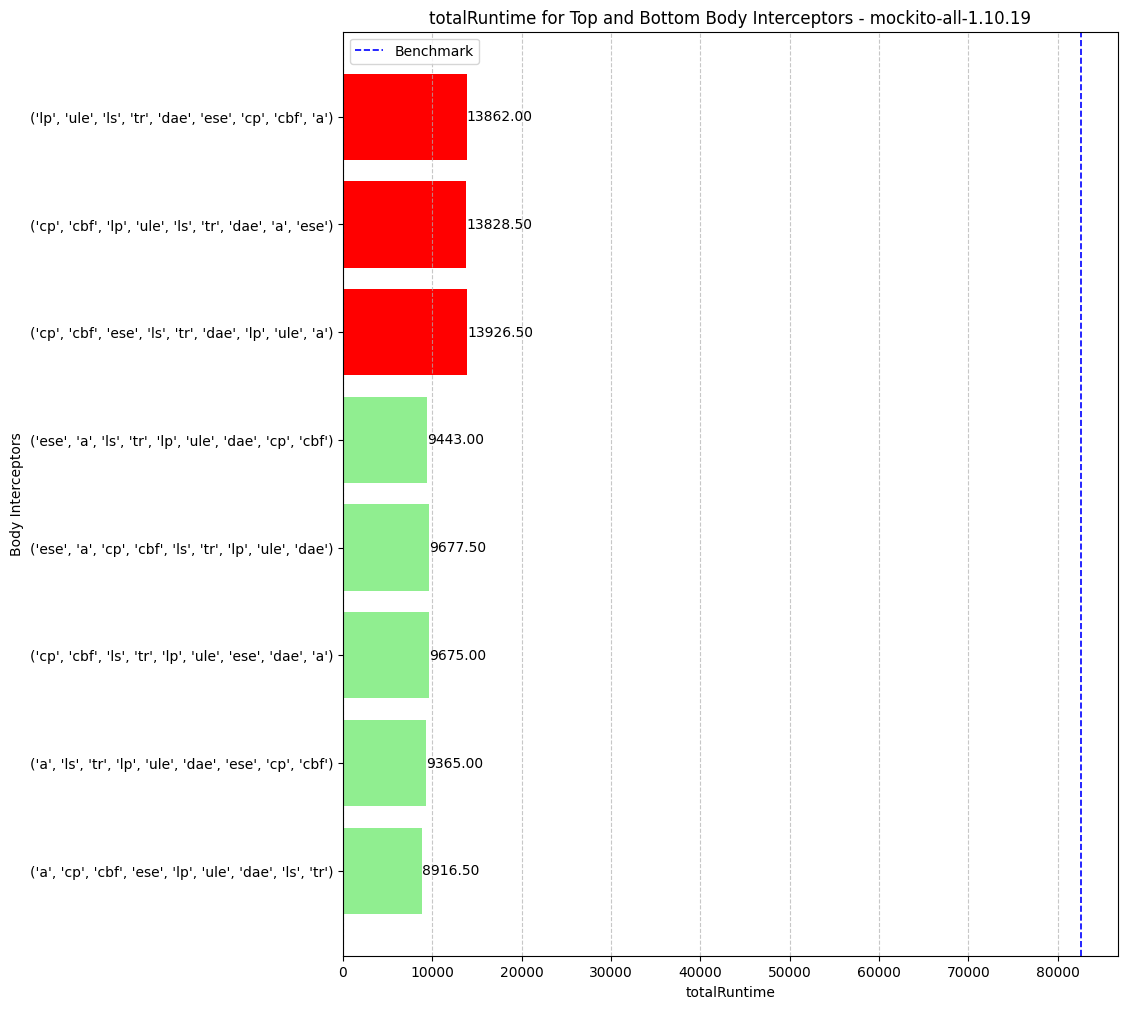 totalRuntime for Top and Bottom Body Interceptors - mockito-all-1.10.19
Benchmark
('lp', 'ule', 'ls', 'tr', 'dae', 'ese', 'cp', 'cbf', 'a')
13862.00
('cp', 'cbf', 'lp', 'ule', 'ls', 'tr', 'dae', 'a', 'ese')
13828.50
('cp', 'cbf', 'ese', 'ls', 'tr', 'dae', 'lp', 'ule', 'a')
13926.50
('ese', 'a', 'ls', 'tr', 'lp', 'ule', 'dae', 'cp', 'cbf')
9443.00
('ese', 'a', 'cp', 'cbf', 'ls', 'tr', 'lp', 'ule', 'dae')
9677.50
('cp', 'cbf', 'ls', 'tr', 'lp', 'ule', 'ese', 'dae', 'a')
9675.00
('a', 'ls', 'tr', 'lp', 'ule', 'dae', 'ese', 'cp', 'cbf')
9365.00
('a', 'cp', 'cbf', 'ese', 'lp', 'ule', 'dae', 'ls', 'tr')
8916.50
Body Interceptors
0 10000 20000 30000 40000 50000 60000 70000 80000
totalRuntime